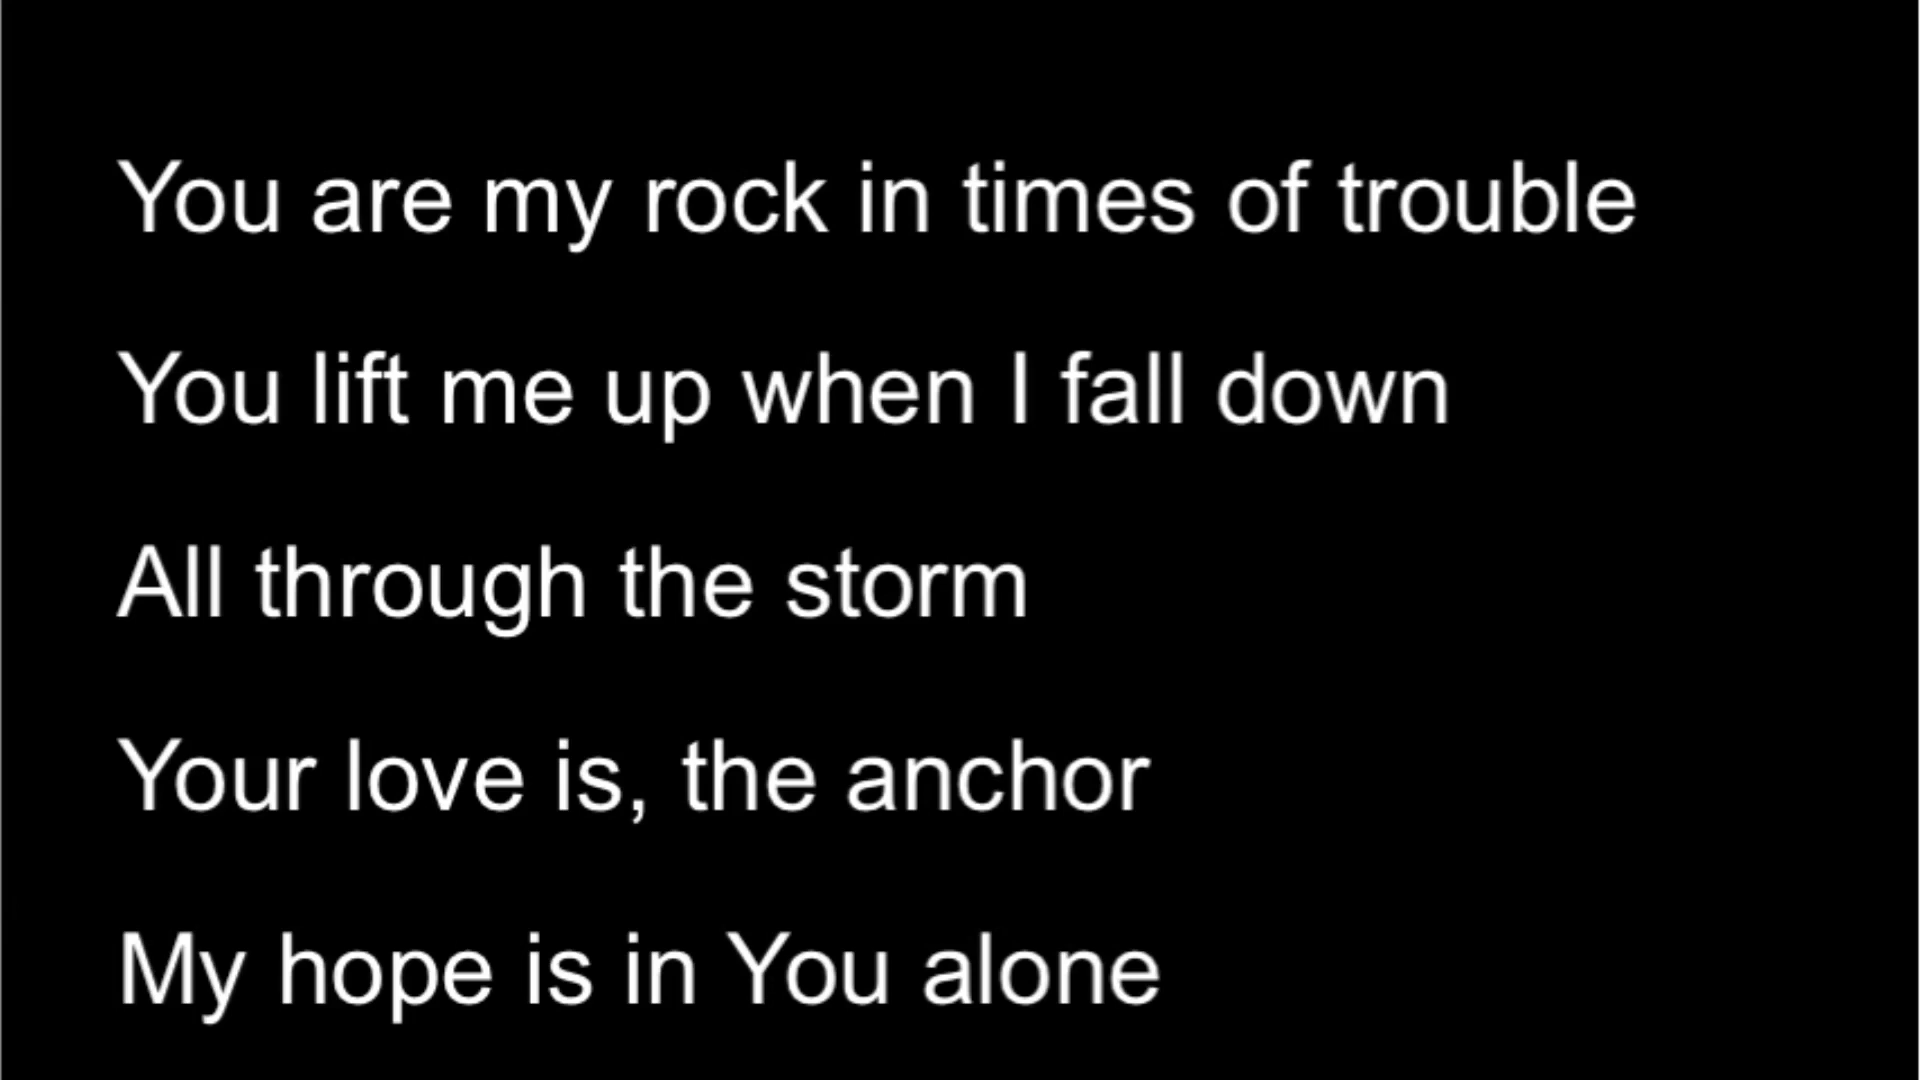 You are my rock in times of trouble
You lift me up when I fall down
All through the storm
Your love is, the anchor
My hope is in You alone